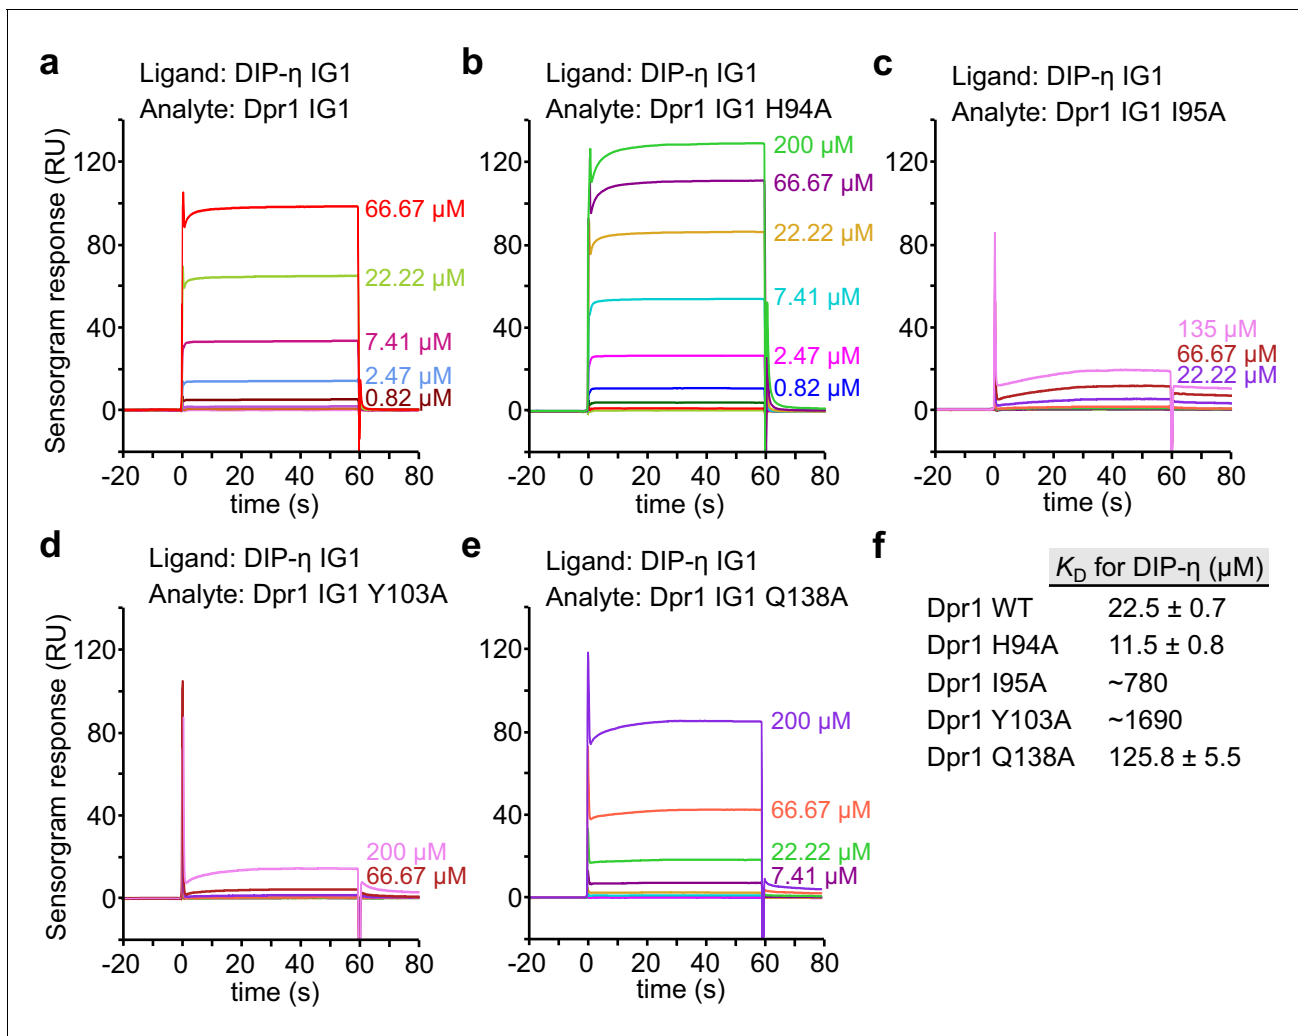 a
Ligand: DIP-η IG1
Analyte: Dpr1 IG1
Sensorgram response (RU)
120
80
40
0
66.67 µM
22.22 µM
7.41 µM
2.47 µM
0.82 µM
-20 0 20 40 60 80
time (s)
b
Ligand: DIP-η IG1
Analyte: Dpr1 IG1 H94A
120
80
40
0
200 µM
66.67 µM
22.22 µM
7.41 µM
2.47 µM
0.82 µM
-20 0 20 40 60 80
time (s)
c
Ligand: DIP-η IG1
Analyte: Dpr1 IG1 I95A
120
80
40
0
135 µM
66.67 µM
22.22 µM
-20 0 20 40 60 80
time (s)
d
Ligand: DIP-η IG1
Analyte: Dpr1 IG1 Y103A
Sensorgram response (RU)
120
80
40
0
200 µM
66.67 µM
-20 0 20 40 60 80
time (s)
e
Ligand: DIP-η IG1
Analyte: Dpr1 IG1 Q138A
120
80
40
0
200 µM
66.67 µM
22.22 µM
7.41 µM
-20 0 20 40 60 80
time (s)
f
KD for DIP-η (µM)
Dpr1 WT 22.5 ± 0.7
Dpr1 H94A 11.5 ± 0.8
Dpr1 I95A ~780
Dpr1 Y103A ~1690
Dpr1 Q138A 125.8 ± 5.5